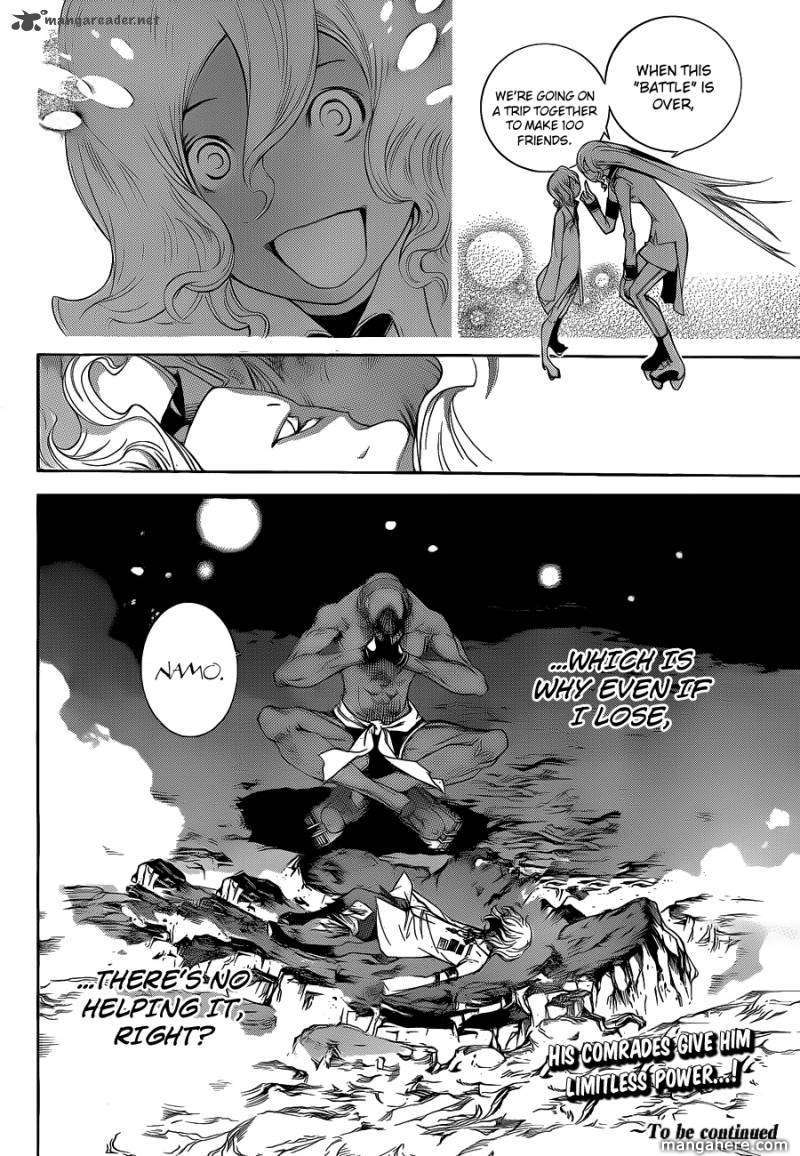 mangareader.net
WHEN THIS
"BATTLE" IS
OVER,
WE'RE GOING ON
A TRIP TOGETHER
TO MAKE 100
FRIENDS.
NAMO.
...WHICH IS
WHY EVEN IF
I LOSE,
...THERE'S NO
HELPING IT,
RIGHT?
HIS COMRADES GIVE HIM
LIMITLESS POWER...!
~To be continued
mangahere.com